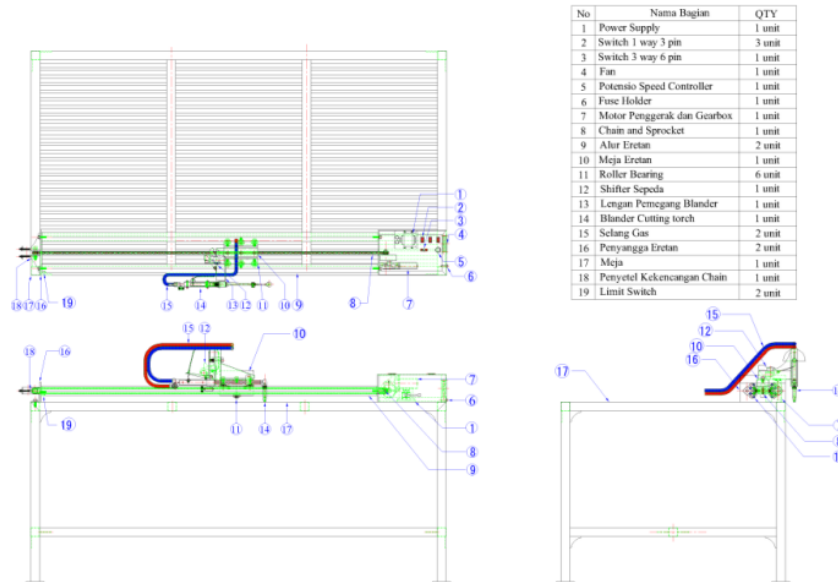 No Nama Bagian QTY
1 Power Supply 1 unit
2 Switch 1 way 3 pin 3 unit
3 Switch 3 way 6 pin 1 unit
4 Fan 1 unit
5 Potensio Speed Controller 1 unit
6 Fuse Holder 1 unit
7 Motor Penggerak dan Gearbox 1 unit
8 Chain and Sprocket 1 unit
9 Alur Eretan 2 unit
10 Meja Eretan 1 unit
11 Roller Bearing 6 unit
12 Shifter Sepeda 1 unit
13 Lengan Pemegang Blander 1 unit
14 Blander Cutting torch 1 unit
15 Selang Gas 2 unit
16 Penyangga Eretan 2 unit
17 Meja 1 unit
18 Penyetel Kekencangan Chain 1 unit
19 Limit Switch 2 unit
1
2
3
4
5
6
18 17 16 19 15 14 13 12 11 10 9 8 7
15
12
10
18 16
7
6
19 11 14 17 1
8
9
15
12
10
16
17